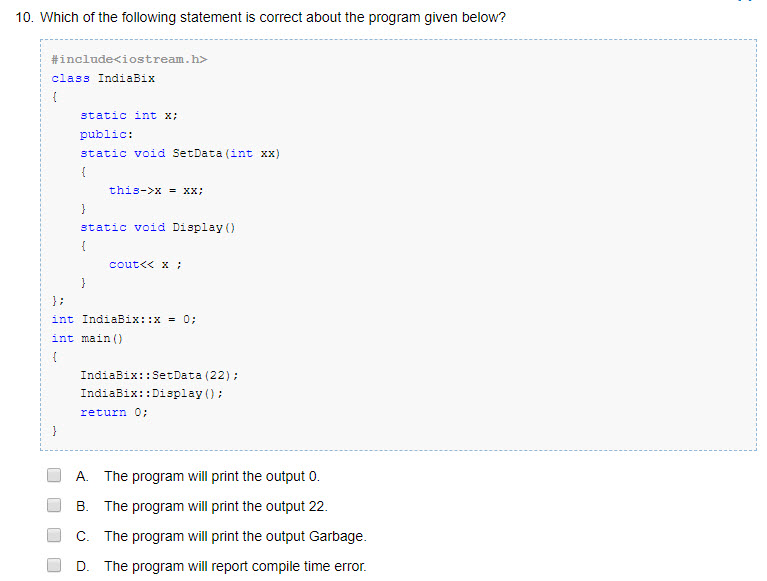 10. Which of the following statement is correct about the program given below?
#include<iostream.h>
class IndiaBix
{
    static int x;
    public:
    static void SetData(int xx)
    {
        this->x = xx;
    }
    static void Display()
    {
        cout<< x ;
    }
};
int IndiaBix::x = 0;
int main()
{
    IndiaBix::SetData(22);
    IndiaBix::Display();
    return 0;
}
A. The program will print the output 0.
B. The program will print the output 22.
C. The program will print the output Garbage.
D. The program will report compile time error.